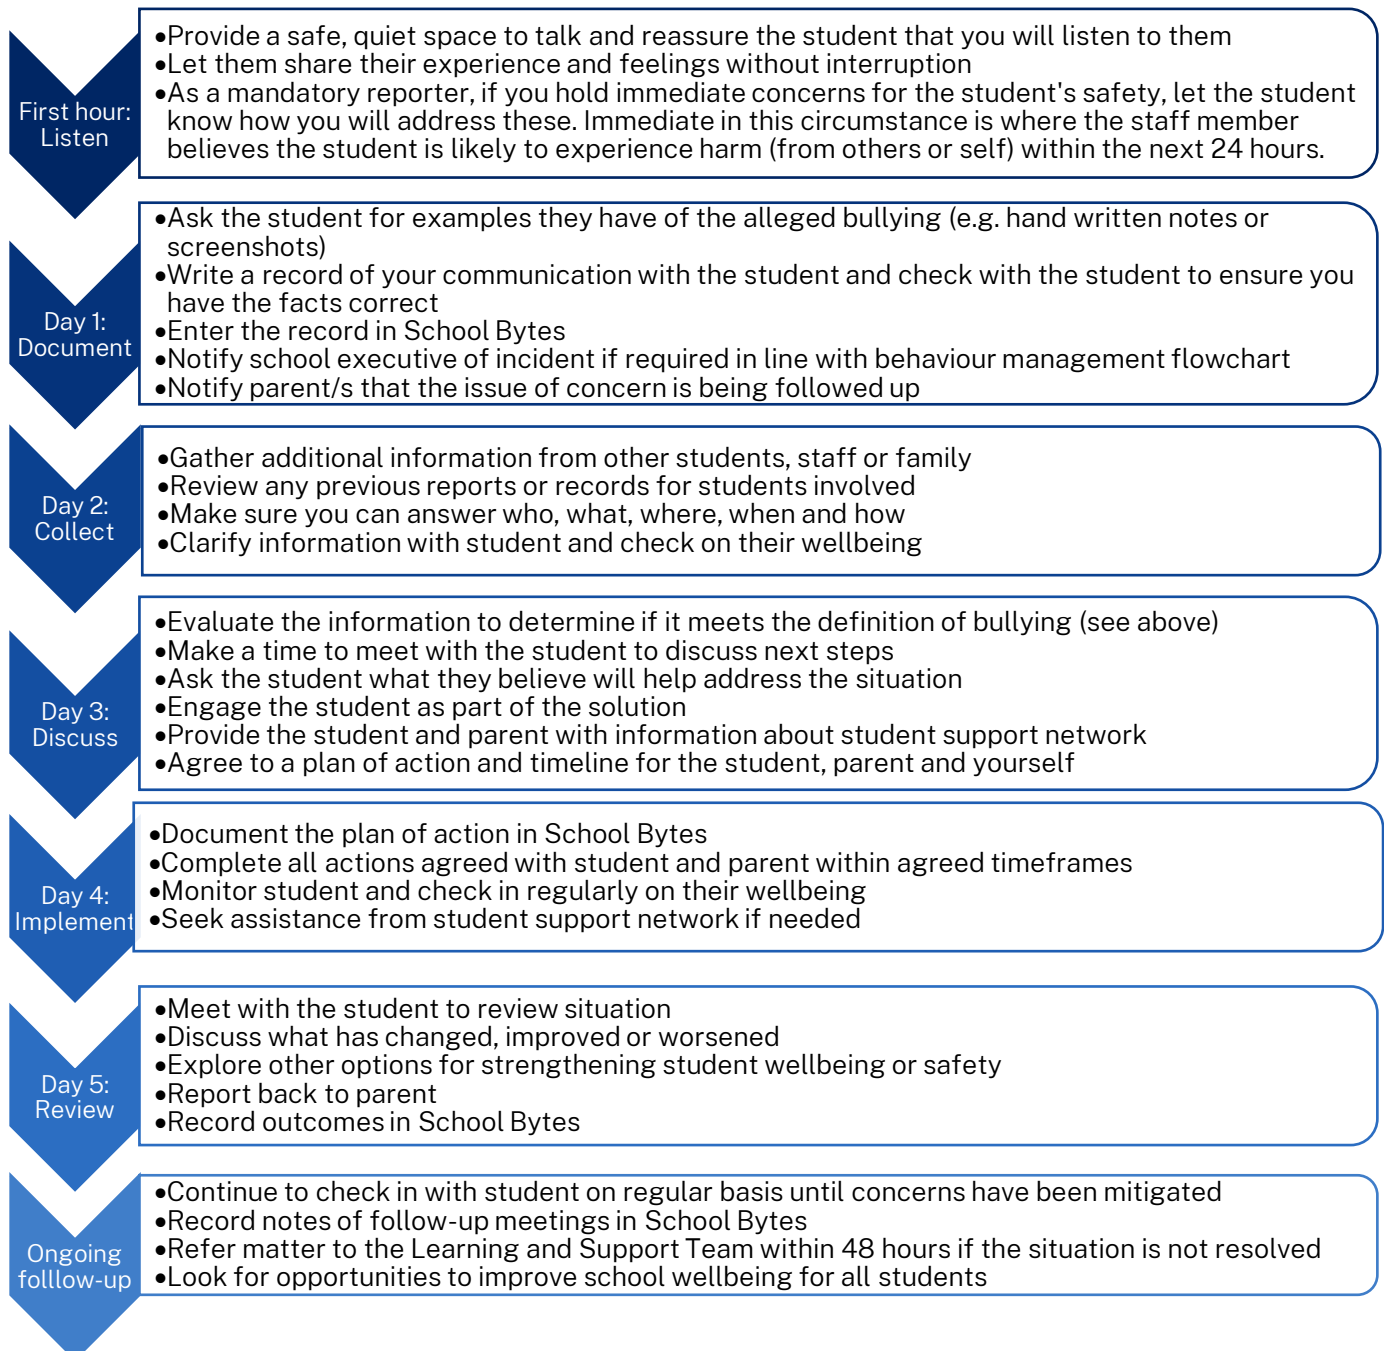 First hour:
Listen
•Provide a safe, quiet space to talk and reassure the student that you will listen to them
•Let them share their experience and feelings without interruption
•As a mandatory reporter, if you hold immediate concerns for the student's safety, let the student
know how you will address these. Immediate in this circumstance is where the staff member
believes the student is likely to experience harm (from others or self) within the next 24 hours.
Day 1:
Document
•Ask the student for examples they have of the alleged bullying (e.g. hand written notes or
screenshots)
•Write a record of your communication with the student and check with the student to ensure you
have the facts correct
•Enter the record in School Bytes
•Notify school executive of incident if required in line with behaviour management flowchart
•Notify parent/s that the issue of concern is being followed up
Day 2:
Collect
•Gather additional information from other students, staff or family
•Review any previous reports or records for students involved
•Make sure you can answer who, what, where, when and how
•Clarify information with student and check on their wellbeing
Day 3:
Discuss
•Evaluate the information to determine if it meets the definition of bullying (see above)
•Make a time to meet with the student to discuss next steps
•Ask the student what they believe will help address the situation
•Engage the student as part of the solution
•Provide the student and parent with information about student support network
•Agree to a plan of action and timeline for the student, parent and yourself
Day 4:
Implement
•Document the plan of action in School Bytes
•Complete all actions agreed with student and parent within agreed timeframes
•Monitor student and check in regularly on their wellbeing
•Seek assistance from student support network if needed
Day 5:
Review
•Meet with the student to review situation
•Discuss what has changed, improved or worsened
•Explore other options for strengthening student wellbeing or safety
•Report back to parent
•Record outcomes in School Bytes
Ongoing
folllow-up
•Continue to check in with student on regular basis until concerns have been mitigated
•Record notes of follow-up meetings in School Bytes
•Refer matter to the Learning and Support Team within 48 hours if the situation is not resolved
•Look for opportunities to improve school wellbeing for all students